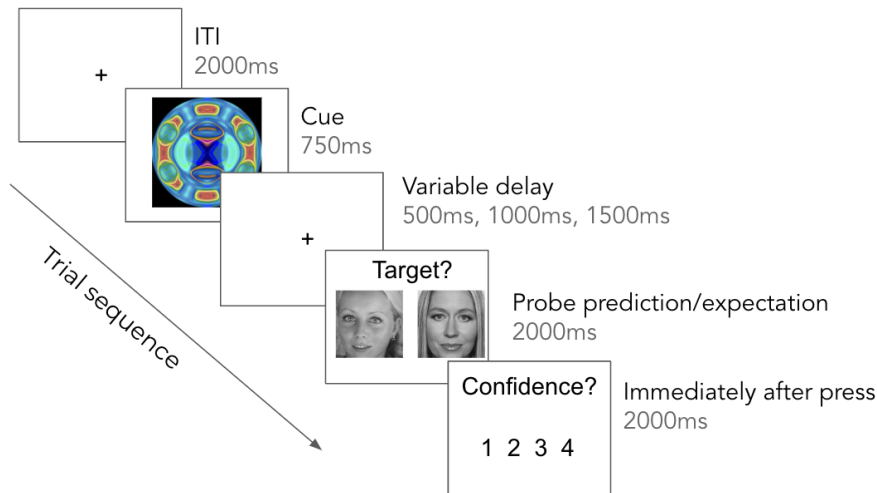 ITI
2000ms
+
Cue
750ms
Variable delay
500ms, 1000ms, 1500ms
+
Target?
Probe prediction/expectation
2000ms
Trial sequence
Confidence?
1 2 3 4
Immediately after press
2000ms